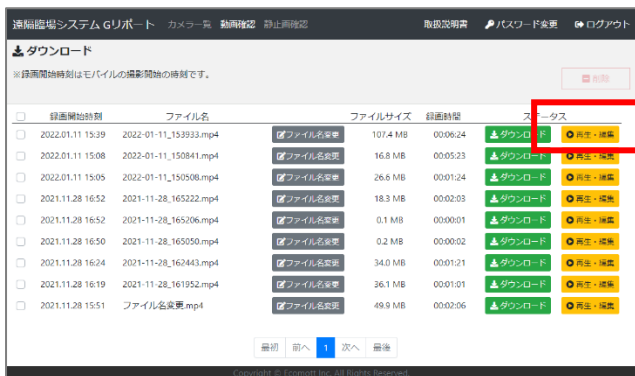 遠隔臨場システム Gリポート カメラ一覧 動画確認 静止画確認 取扱説明書 パスワード変更 ログアウト
ダウンロード
※録画開始時刻はモバイルの撮影開始の時刻です。
削除
録画開始時刻 ファイル名 ファイルサイズ 録画時間 ステータス
2022.01.11 15:39 2022-01-11_153933.mp4 ファイル名変更 107.4 MB 00:06:24 ダウンロード 再生・編集
2022.01.11 15:08 2022-01-11_150841.mp4 ファイル名変更 16.8 MB 00:05:23 ダウンロード 再生・編集
2022.01.11 15:05 2022-01-11_150508.mp4 ファイル名変更 26.6 MB 00:01:24 ダウンロード 再生・編集
2021.11.28 16:52 2021-11-28_165222.mp4 ファイル名変更 18.3 MB 00:02:03 ダウンロード 再生・編集
2021.11.28 16:52 2021-11-28_165206.mp4 ファイル名変更 0.1 MB 00:00:01 ダウンロード 再生・編集
2021.11.28 16:50 2021-11-28_165050.mp4 ファイル名変更 0.2 MB 00:00:02 ダウンロード 再生・編集
2021.11.28 16:24 2021-11-28_162443.mp4 ファイル名変更 34.0 MB 00:01:21 ダウンロード 再生・編集
2021.11.28 16:19 2021-11-28_161952.mp4 ファイル名変更 36.1 MB 00:01:01 ダウンロード 再生・編集
2021.11.28 15:51 ファイル名変更.mp4 ファイル名変更 49.9 MB 00:02:06 ダウンロード 再生・編集
最初 前へ 1 次へ 最後
Copyright © Ecomott Inc. All Rights Reserved.